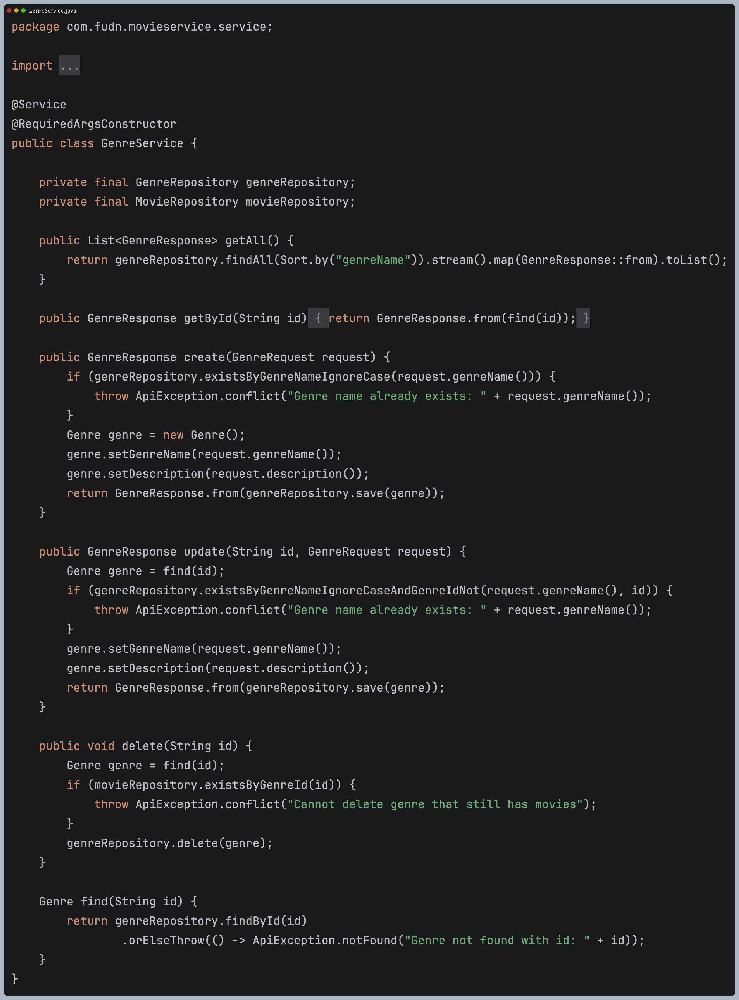 GenreService.java
package com.fudn.movieservice.service;
import ...
@Service
@RequiredArgsConstructor
public class GenreService {
private final GenreRepository genreRepository;
private final MovieRepository movieRepository;
public List<GenreResponse> getAll() {
return genreRepository.findAll(Sort.by("genreName")).stream().map(GenreResponse::from).toList();
}
public GenreResponse getById(String id) { return GenreResponse.from(find(id)); }
public GenreResponse create(GenreRequest request) {
if (genreRepository.existsByGenreNameIgnoreCase(request.genreName())) {
throw ApiException.conflict("Genre name already exists: " + request.genreName());
}
Genre genre = new Genre();
genre.setGenreName(request.genreName());
genre.setDescription(request.description());
return GenreResponse.from(genreRepository.save(genre));
}
public GenreResponse update(String id, GenreRequest request) {
Genre genre = find(id);
if (genreRepository.existsByGenreNameIgnoreCaseAndGenreIdNot(request.genreName(), id)) {
throw ApiException.conflict("Genre name already exists: " + request.genreName());
}
genre.setGenreName(request.genreName());
genre.setDescription(request.description());
return GenreResponse.from(genreRepository.save(genre));
}
public void delete(String id) {
Genre genre = find(id);
if (movieRepository.existsByGenreId(id)) {
throw ApiException.conflict("Cannot delete genre that still has movies");
}
genreRepository.delete(genre);
}
Genre find(String id) {
return genreRepository.findById(id)
.orElseThrow(() -> ApiException.notFound("Genre not found with id: " + id));
}
}